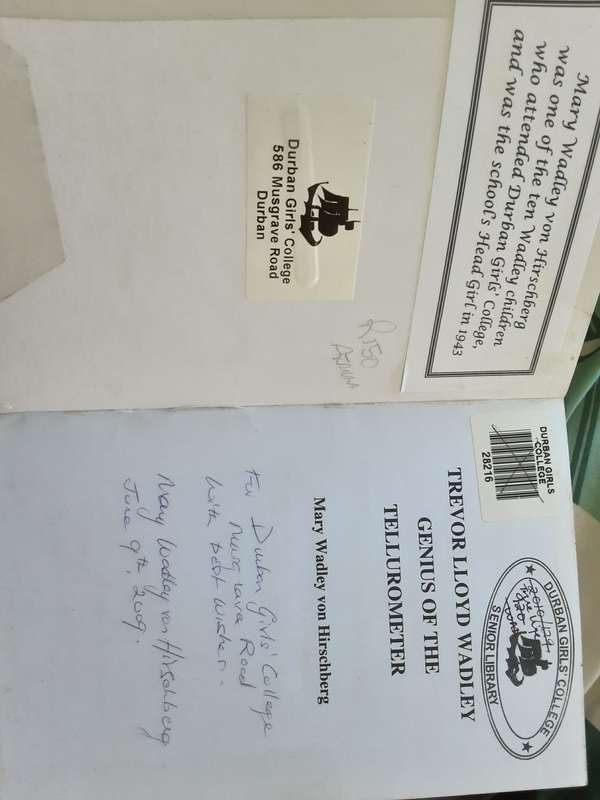 Mary Wadley von Hirschberg
was one of the ten Wadley children
who attended Durban Girls' College,
and was the school's Head Girl in 1943
Durban Girls' College
586 Musgrave Road
Durban
R150
DURBAN GIRLS
COLLEGE
28216
DURBAN GIRLS' COLLEGE
SENIOR LIBRARY
TREVOR LLOYD WADLEY
GENIUS OF THE
TELLUROMETER
Mary Wadley von Hirschberg
For Durban Girls' College
Musgrave Road
With best wishes.
Mary Wadley von Hirschberg
June 9th. 2009.